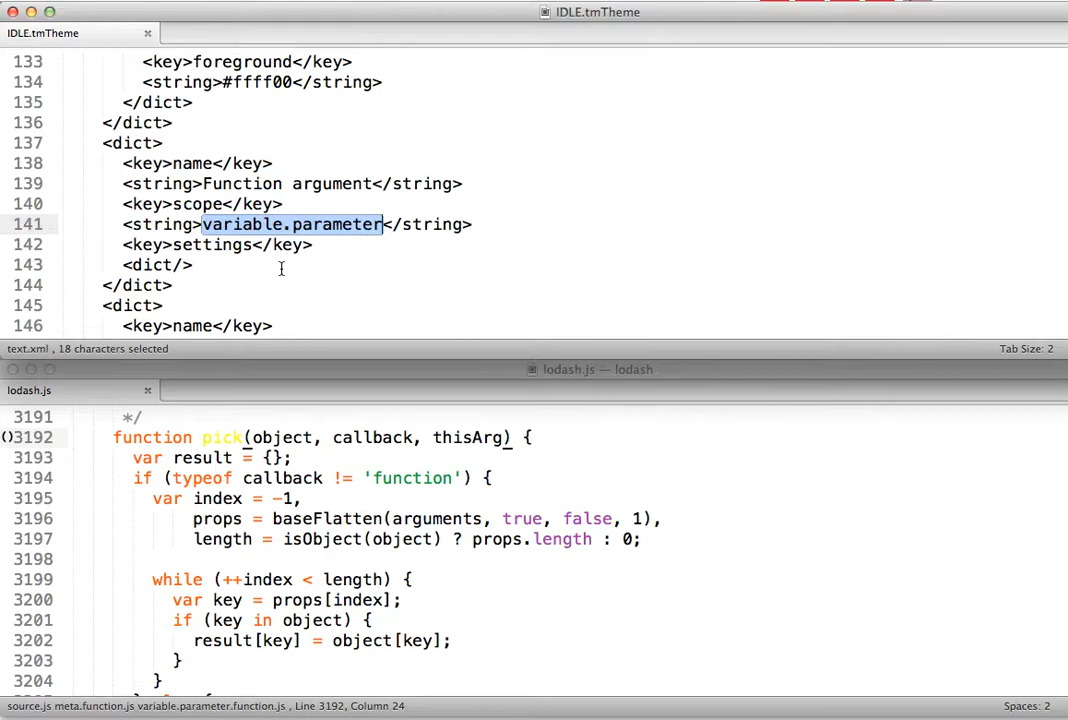 IDLE.tmTheme
IDLE.tmTheme
133 <key>foreground</key>
134 <string>#ffff00</string>
135 </dict>
136 </dict>
137 <dict>
138 <key>name</key>
139 <string>Function argument</string>
140 <key>scope</key>
141 <string>variable.parameter</string>
142 <key>settings</key>
143 <dict/>
144 </dict>
145 <dict>
146 <key>name</key>
text.xml , 18 characters selected Tab Size: 2
lodash.js — lodash
lodash.js
3191 */
()3192 function pick(object, callback, thisArg) {
3193 var result = {};
3194 if (typeof callback != 'function') {
3195 var index = -1,
3196 props = baseFlatten(arguments, true, false, 1),
3197 length = isObject(object) ? props.length : 0;
3198
3199 while (++index < length) {
3200 var key = props[index];
3201 if (key in object) {
3202 result[key] = object[key];
3203 }
3204 }
source.js meta.function.js variable.parameter.function.js , Line 3192, Column 24 Spaces: 2